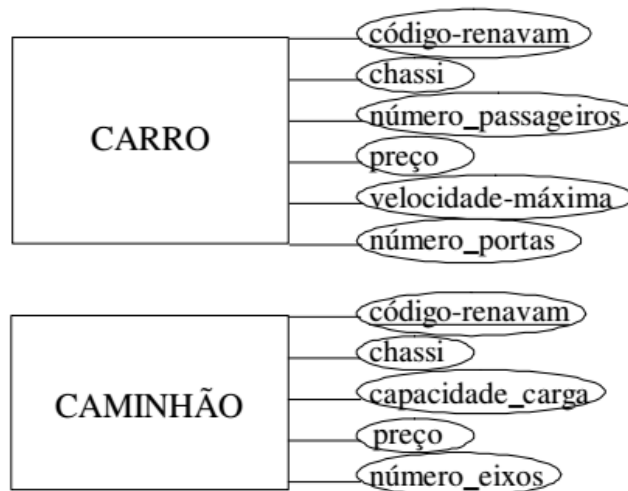 código-renavam
chassi
número_passageiros
CARRO
preço
velocidade-máxima
número_portas
código-renavam
chassi
capacidade_carga
CAMINHÃO
preço
número_eixos